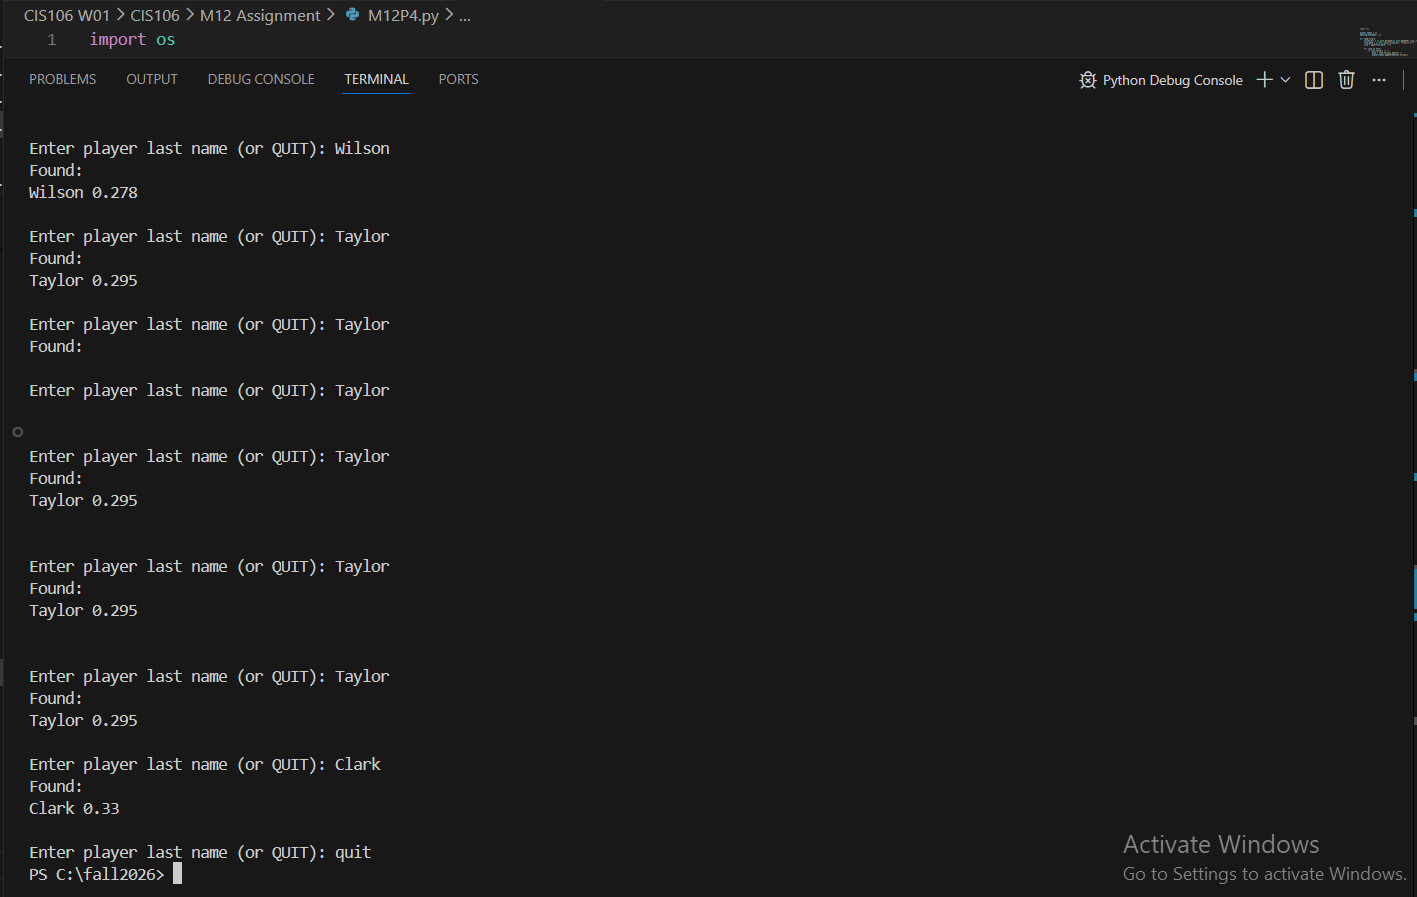 CIS106 W01 > CIS106 > M12 Assignment > M12P4.py > ...
1 import os
PROBLEMS OUTPUT DEBUG CONSOLE TERMINAL PORTS Python Debug Console
Enter player last name (or QUIT): Wilson
Found:
Wilson 0.278
Enter player last name (or QUIT): Taylor
Found:
Taylor 0.295
Enter player last name (or QUIT): Taylor
Found:
Enter player last name (or QUIT): Taylor
Enter player last name (or QUIT): Taylor
Found:
Taylor 0.295
Enter player last name (or QUIT): Taylor
Found:
Taylor 0.295
Enter player last name (or QUIT): Taylor
Found:
Taylor 0.295
Enter player last name (or QUIT): Clark
Found:
Clark 0.33
Enter player last name (or QUIT): quit
PS C:\fall2026>
Activate Windows
Go to Settings to activate Windows.